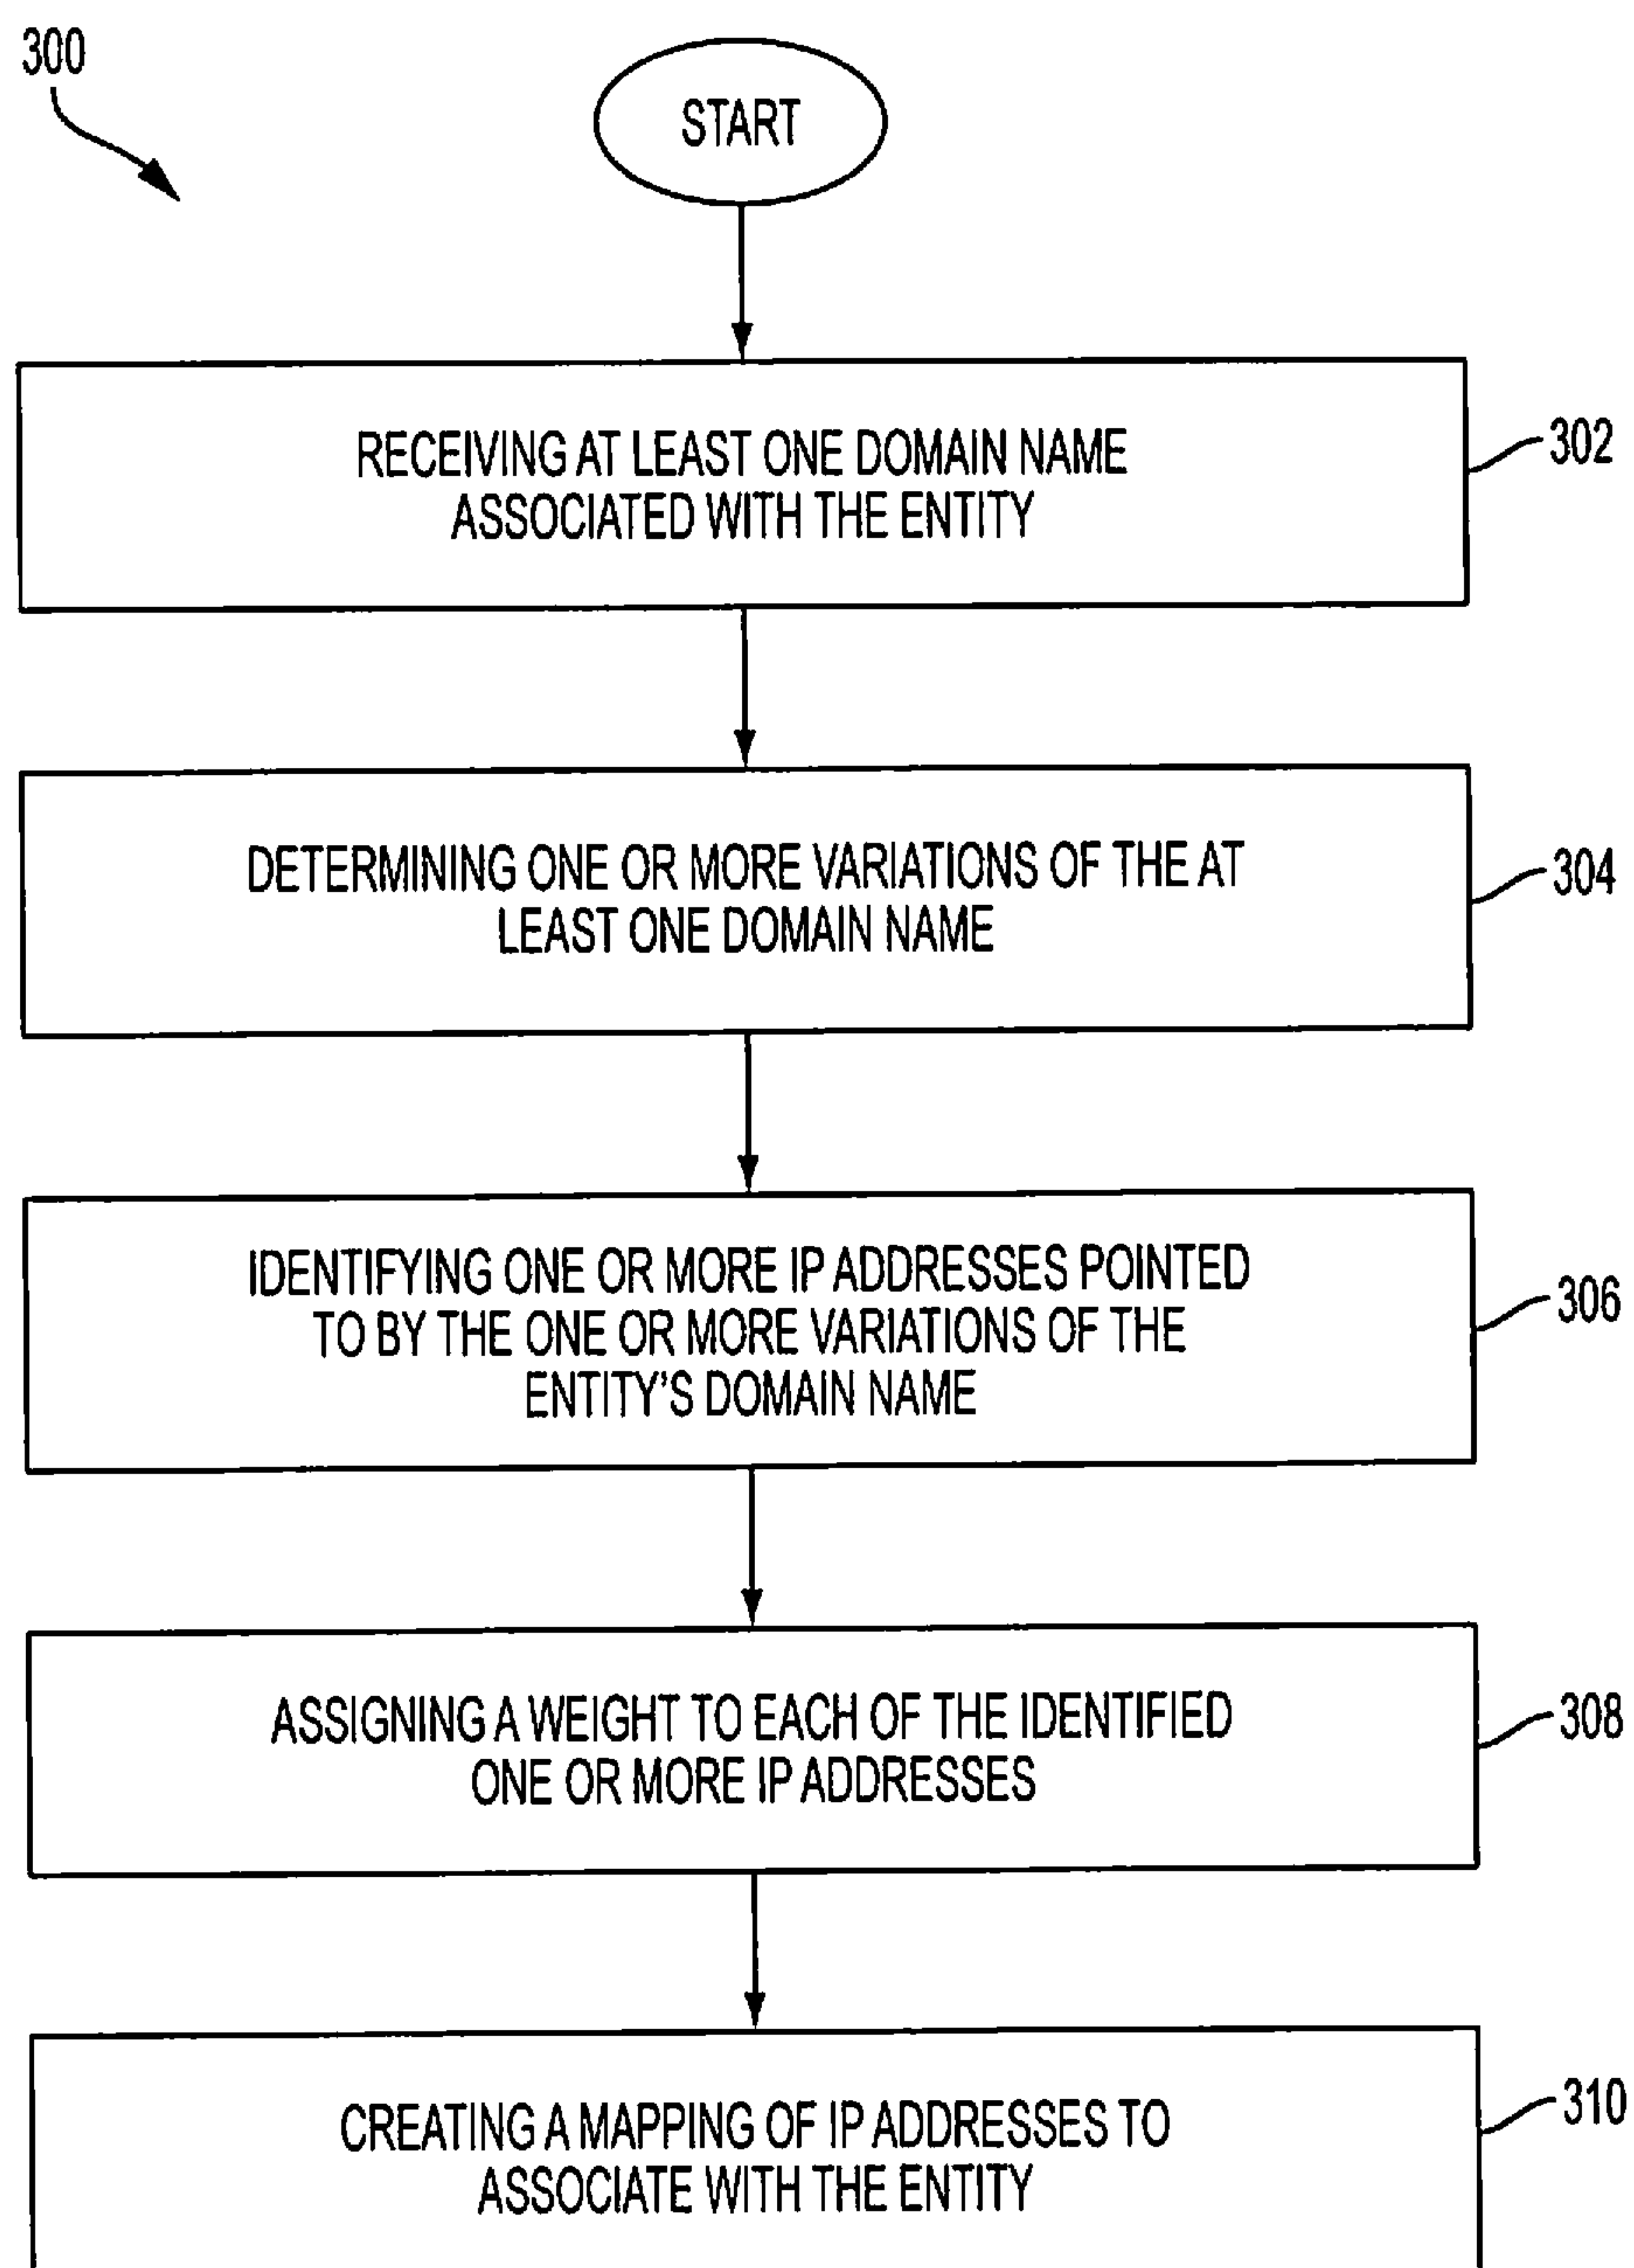 300
START
RECEIVING AT LEAST ONE DOMAIN NAME
ASSOCIATED WITH THE ENTITY
302
DETERMINING ONE OR MORE VARIATIONS OF THE AT
LEAST ONE DOMAIN NAME
304
IDENTIFYING ONE OR MORE IP ADDRESSES POINTED
TO BY THE ONE OR MORE VARIATIONS OF THE
ENTITY'S DOMAIN NAME
306
ASSIGNING A WEIGHT TO EACH OF THE IDENTIFIED
ONE OR MORE IP ADDRESSES
308
CREATING A MAPPING OF IP ADDRESSES TO
ASSOCIATE WITH THE ENTITY
310